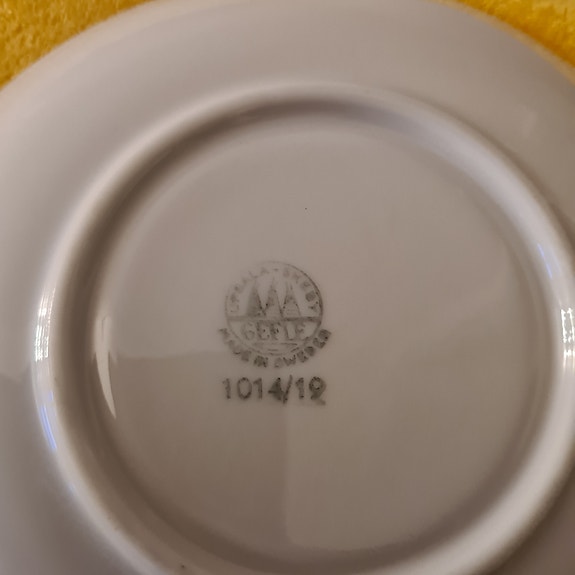 UPSALA-EKEBY
GEFLE
MADE IN SWEDEN
1014/12